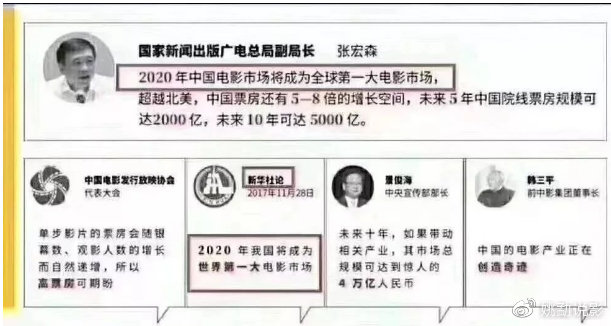 国家新闻出版广电总局副局长 张宏森
2020年中国电影市场将成为全球第一大电影市场，
超越北美，中国票房还有5—8倍的增长空间，未来5年中国院线票房规模可
达2000亿，未来10年可达5000亿。
中国电影发行放映协会
代表大会
单步影片的票房会随银
幕数、观影人数的增长
而自然递增，所以
高票房可期盼
新华社论
2017年11月28日
2020年我国将成为
世界第一大电影市场
景俊海
中央宣传部部长
未来十年，如果带动
相关产业，其市场总
规模可达到惊人的
4万亿人民币
韩三平
前中影集团董事长
中国的电影产业正在
创造奇迹